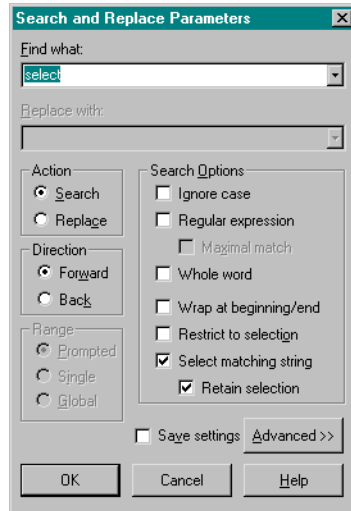 Search and Replace Parameters
Find what:
select
Replace with:
Action
Search
Replace
Direction
Forward
Back
Range
Prompted
Single
Global
Search Options
Ignore case
Regular expression
Maximal match
Whole word
Wrap at beginning/end
Restrict to selection
Select matching string
Retain selection
Save settings
Advanced >>
OK
Cancel
Help